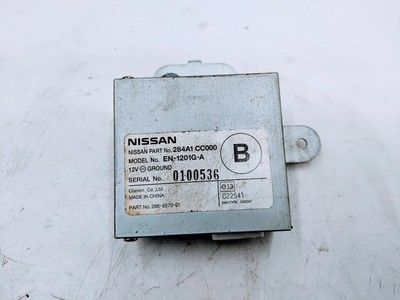 NISSAN
NISSAN PART No. 284A1 CC000
MODEL No. EN-1201G-A
12V ⊖ GROUND
SERIAL No. 0100536
Clarion Co., Ltd.
MADE IN CHINA
PART No. 286-6570-01
B
e13
022541